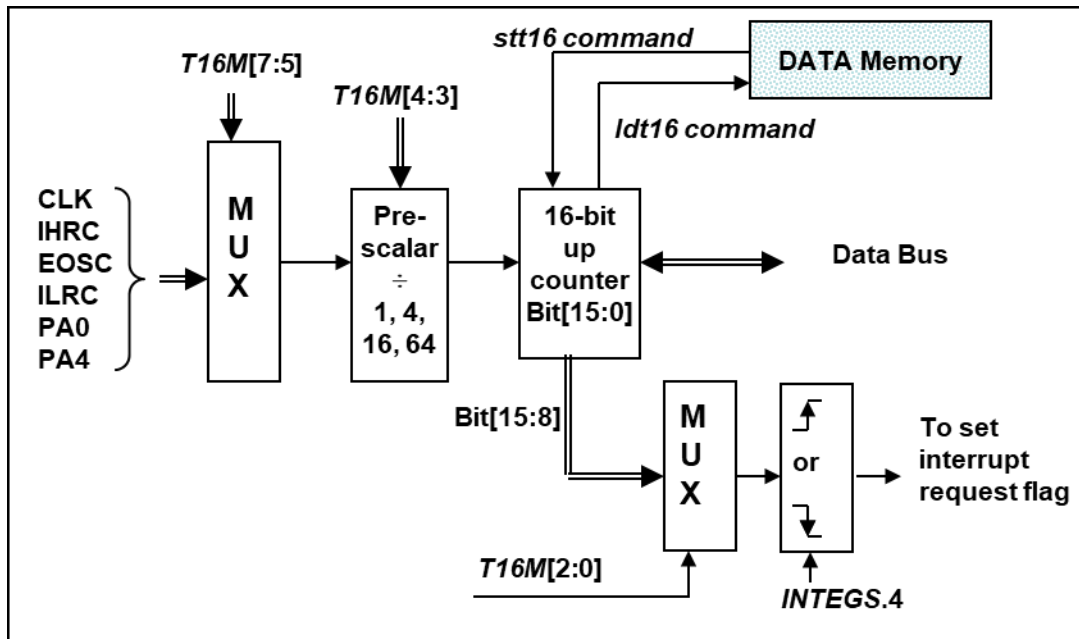 stt16 command
DATA Memory
T16M[7:5]
T16M[4:3]
ldt16 command
CLK
IHRC
EOSC
ILRC
PA0
PA4
M
U
X
Pre-
scalar
÷
1, 4,
16, 64
16-bit
up
counter
Bit[15:0]
Data Bus
Bit[15:8]
M
U
X
or
To set
interrupt
request flag
T16M[2:0]
INTEGS.4